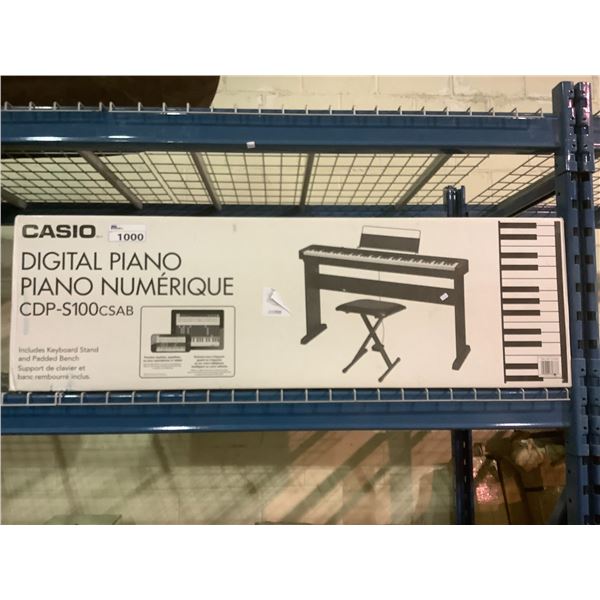 CASIO
1000
DIGITAL PIANO
PIANO NUMÉRIQUE
CDP-S100CSAB
Includes Keyboard Stand
and Padded Bench
Support de clavier et
banc rembourré inclus.